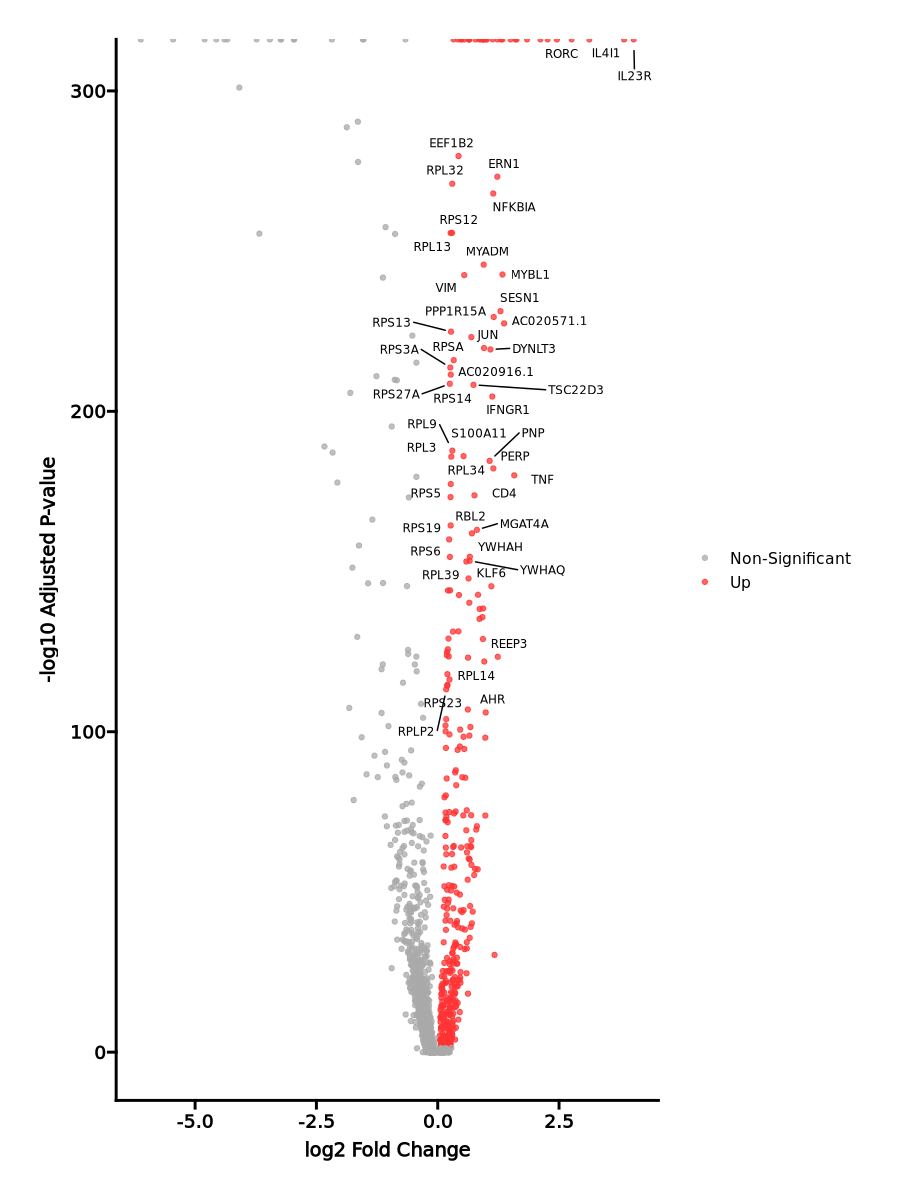 RORC IL4I1
IL23R
300
EEF1B2
ERN1
RPL32
NFKBIA
RPS12
RPL13 MYADM
MYBL1
VIM
SESN1
PPP1R15A
RPS13 AC020571.1
JUN
RPS3A RPSA DYNLT3
AC020916.1
RPS27A RPS14 TSC22D3
IFNGR1
200
RPL9
S100A11 PNP
RPL3 PERP
RPL34
TNF
RPS5 CD4
RBL2
RPS19 MGAT4A
RPS6 YWHAH
Non-Significant
YWHAQ
RPL39 KLF6
Up
REEP3
RPL14
RPS23 AHR
RPLP2
100
0
-log10 Adjusted P-value
-5.0 -2.5 0.0 2.5
log2 Fold Change